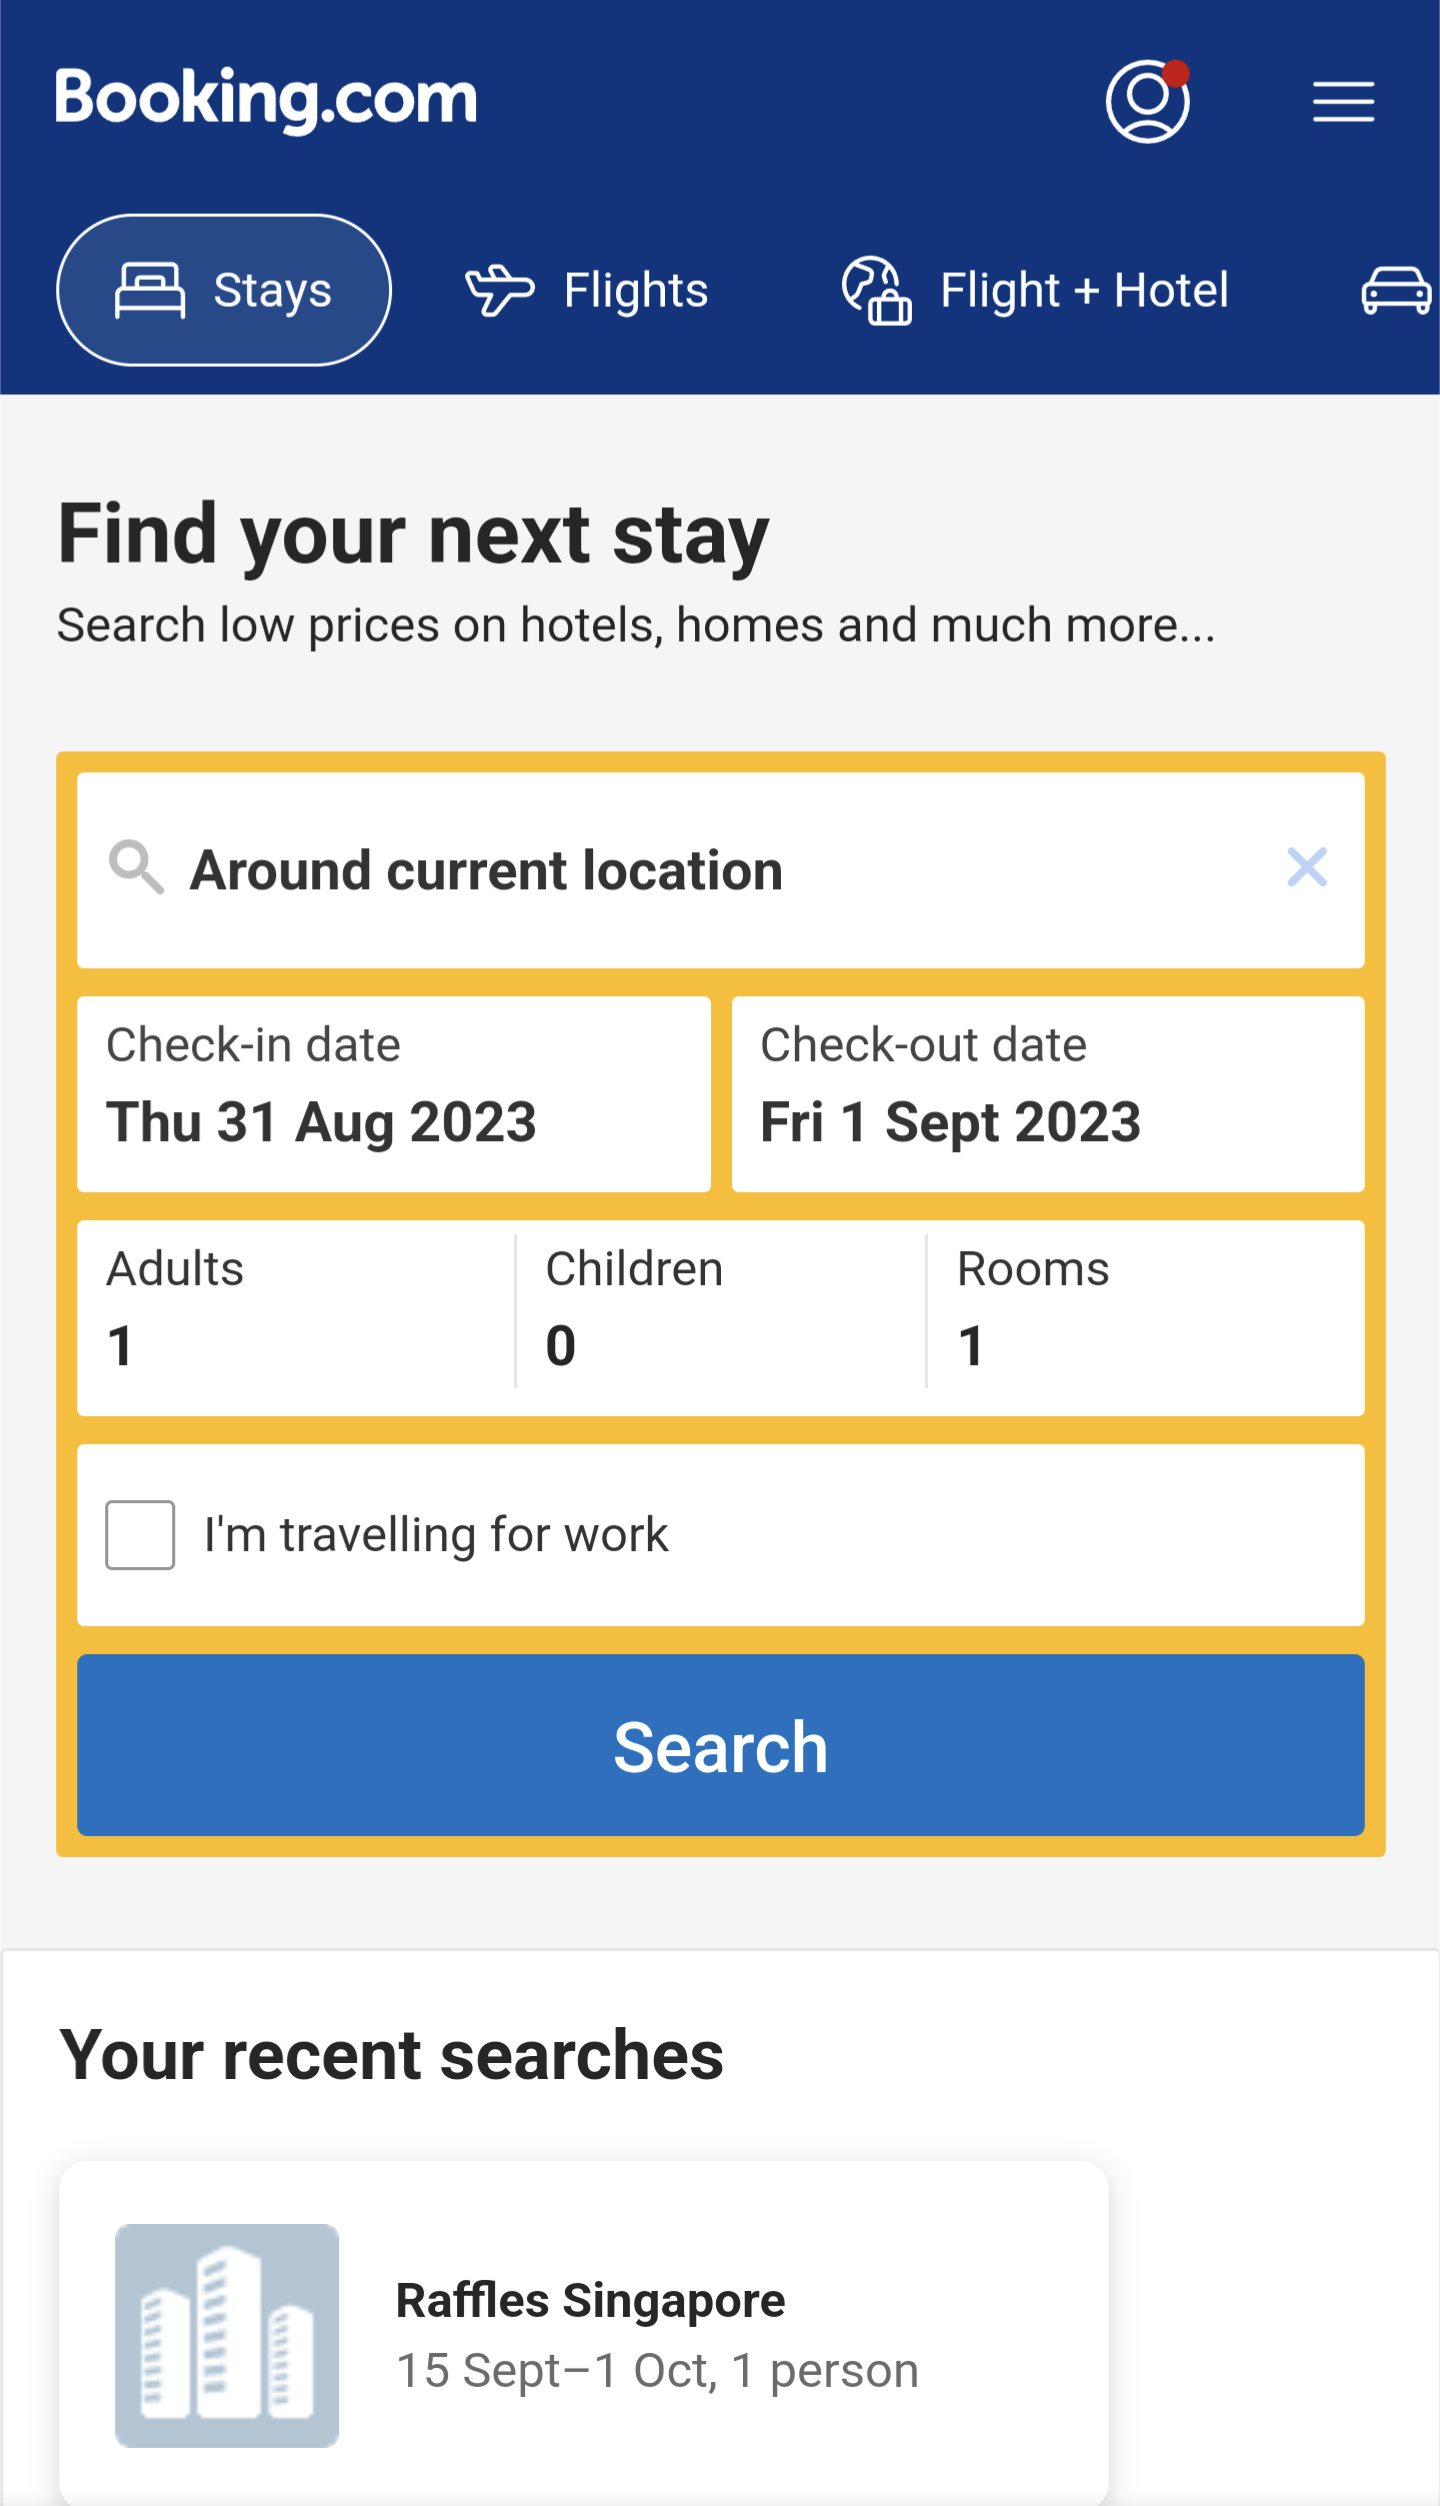 Booking.com
Stays
Flights
Flight + Hotel
Find your next stay
Search low prices on hotels, homes and much more...
Around current location
Check-in date
Thu 31 Aug 2023
Check-out date
Fri 1 Sept 2023
Adults
1
Children
0
Rooms
1
I'm travelling for work
Search
Your recent searches
Raffles Singapore
15 Sept–1 Oct, 1 person